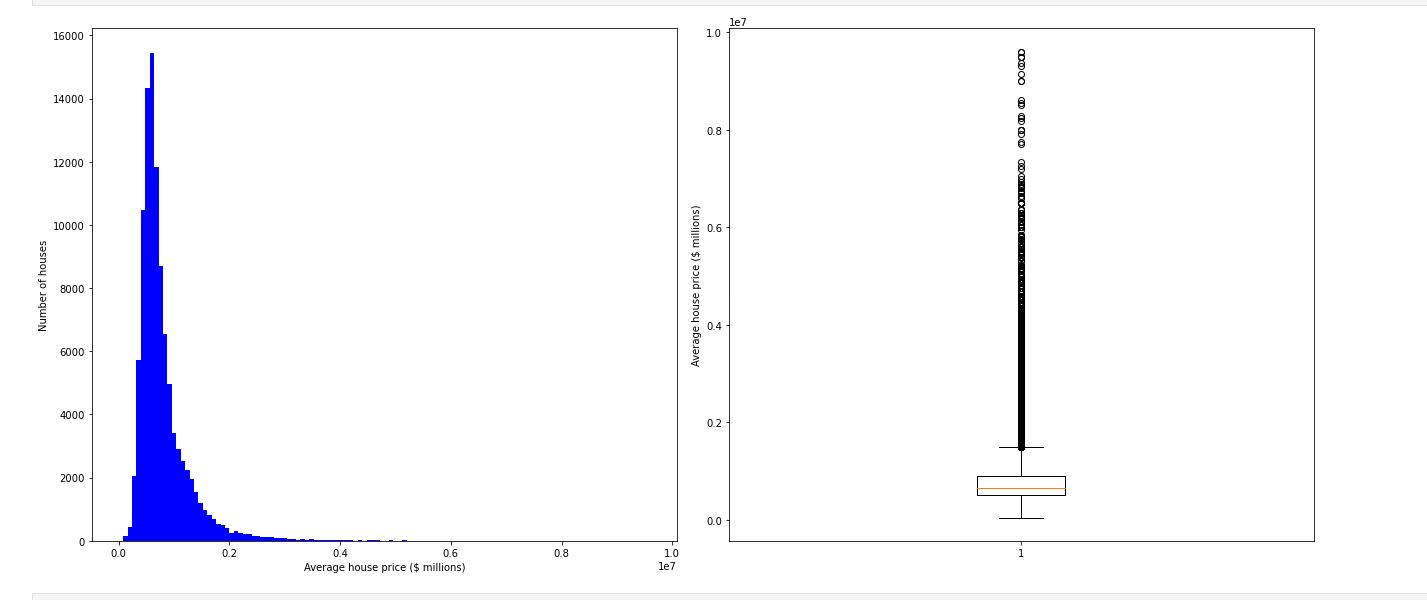 16000
14000
12000
10000
8000
6000
4000
2000
0
Number of houses
0.0 0.2 0.4 0.6 0.8 1.0
1e7
Average house price ($ millions)
1e7
1.0
0.8
0.6
0.4
0.2
0.0
Average house price ($ millions)
1